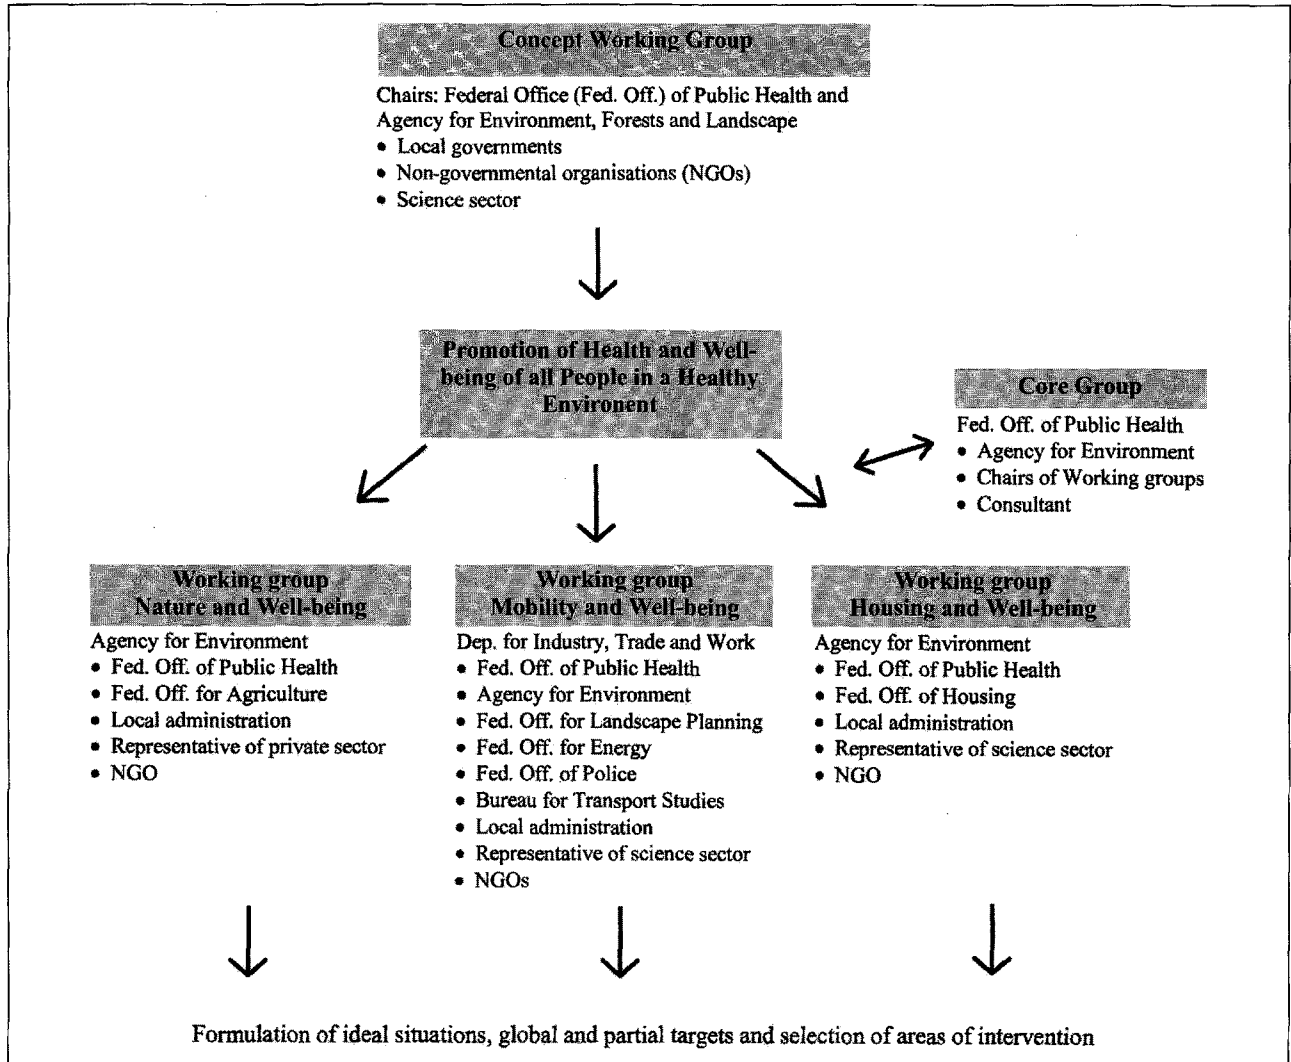 Concept Working Group
Chairs: Federal Office (Fed. Off.) of Public Health and
Agency for Environment, Forests and Landscape
• Local governments
• Non-governmental organisations (NGOs)
• Science sector
Promotion of Health and Well-
being of all People in a Healthy
Environent
Core Group
Fed. Off. of Public Health
• Agency for Environment
• Chairs of Working groups
• Consultant
Working group
Nature and Well-being
Agency for Environment
• Fed. Off. of Public Health
• Fed. Off. for Agriculture
• Local administration
• Representative of private sector
• NGO
Working group
Mobility and Well-being
Dep. for Industry, Trade and Work
• Fed. Off. of Public Health
• Agency for Environment
• Fed. Off. for Landscape Planning
• Fed. Off. for Energy
• Fed. Off. of Police
• Bureau for Transport Studies
• Local administration
• Representative of science sector
• NGOs
Working group
Housing and Well-being
Agency for Environment
• Fed. Off. of Public Health
• Fed. Off. of Housing
• Local administration
• Representative of science sector
• NGO
Formulation of ideal situations, global and partial targets and selection of areas of intervention